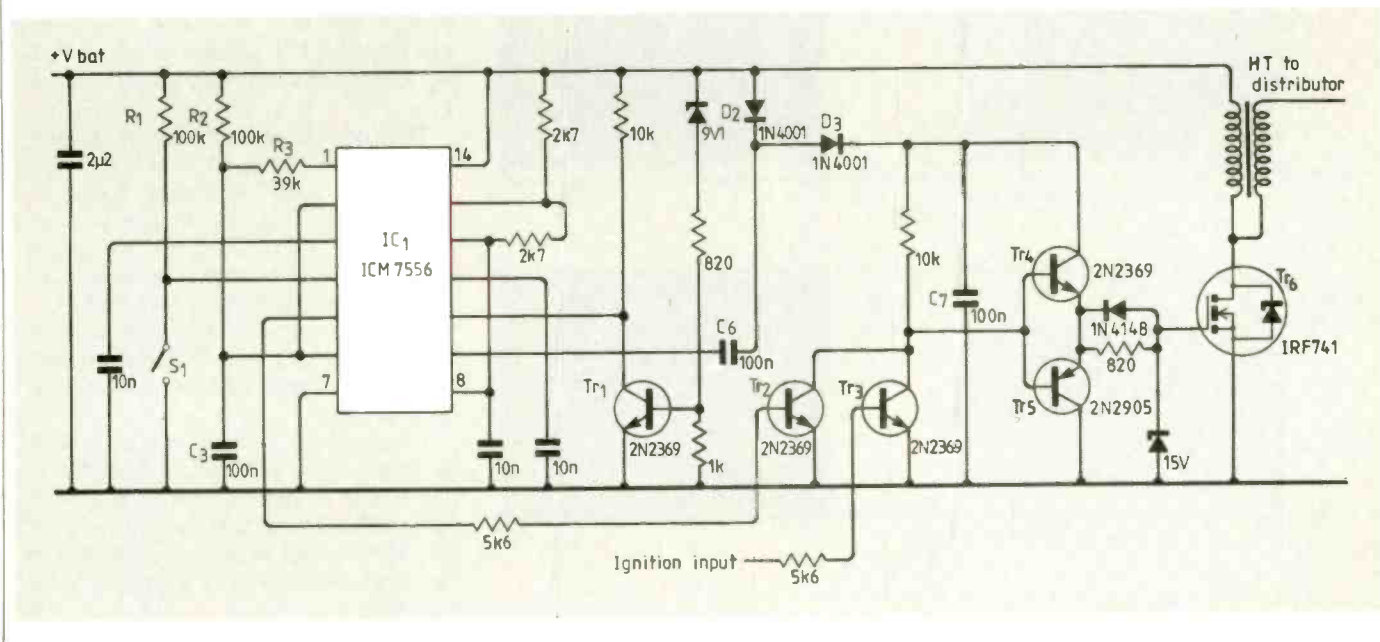 +V bat
HT to
distributor
R1
100k
R2
100k
R3
39k
2µ2
1
14
IC1
ICM 7556
7
8
2k7
2k7
10k
9V1
D2
1N4001
D3
1N4001
820
10k
C7
100n
C6
100n
Tr4
2N2369
1N4148
820
Tr5
2N2905
15V
Tr6
IRF741
10n
S1
C3
100n
10n
10n
Tr1
2N2369
1k
Tr2
2N2369
Tr3
2N2369
5k6
Ignition input
5k6